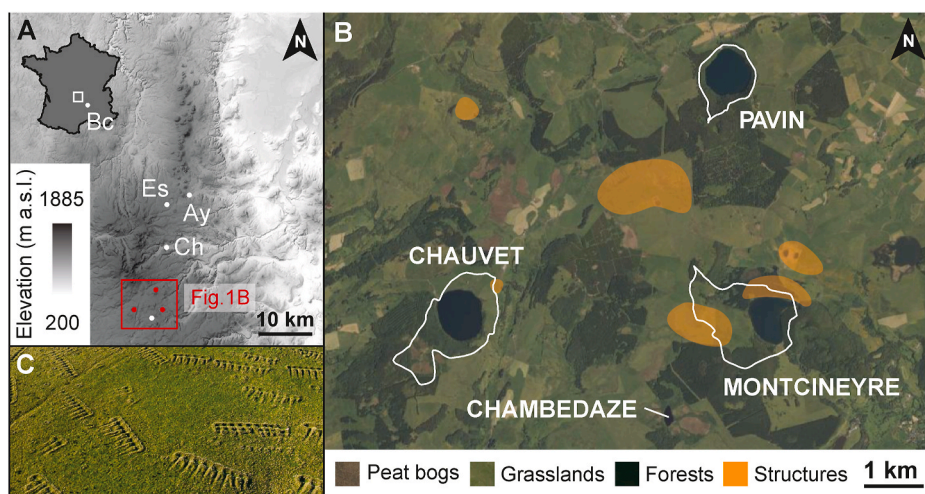 A
N
Bc
Elevation (m a.s.l.)
1885
200
Es
Ay
Ch
Fig.1B
10 km
B
N
PAVIN
CHAUVET
MONTCINEYRE
CHAMBEDAZE
C
Peat bogs
Grasslands
Forests
Structures
1 km